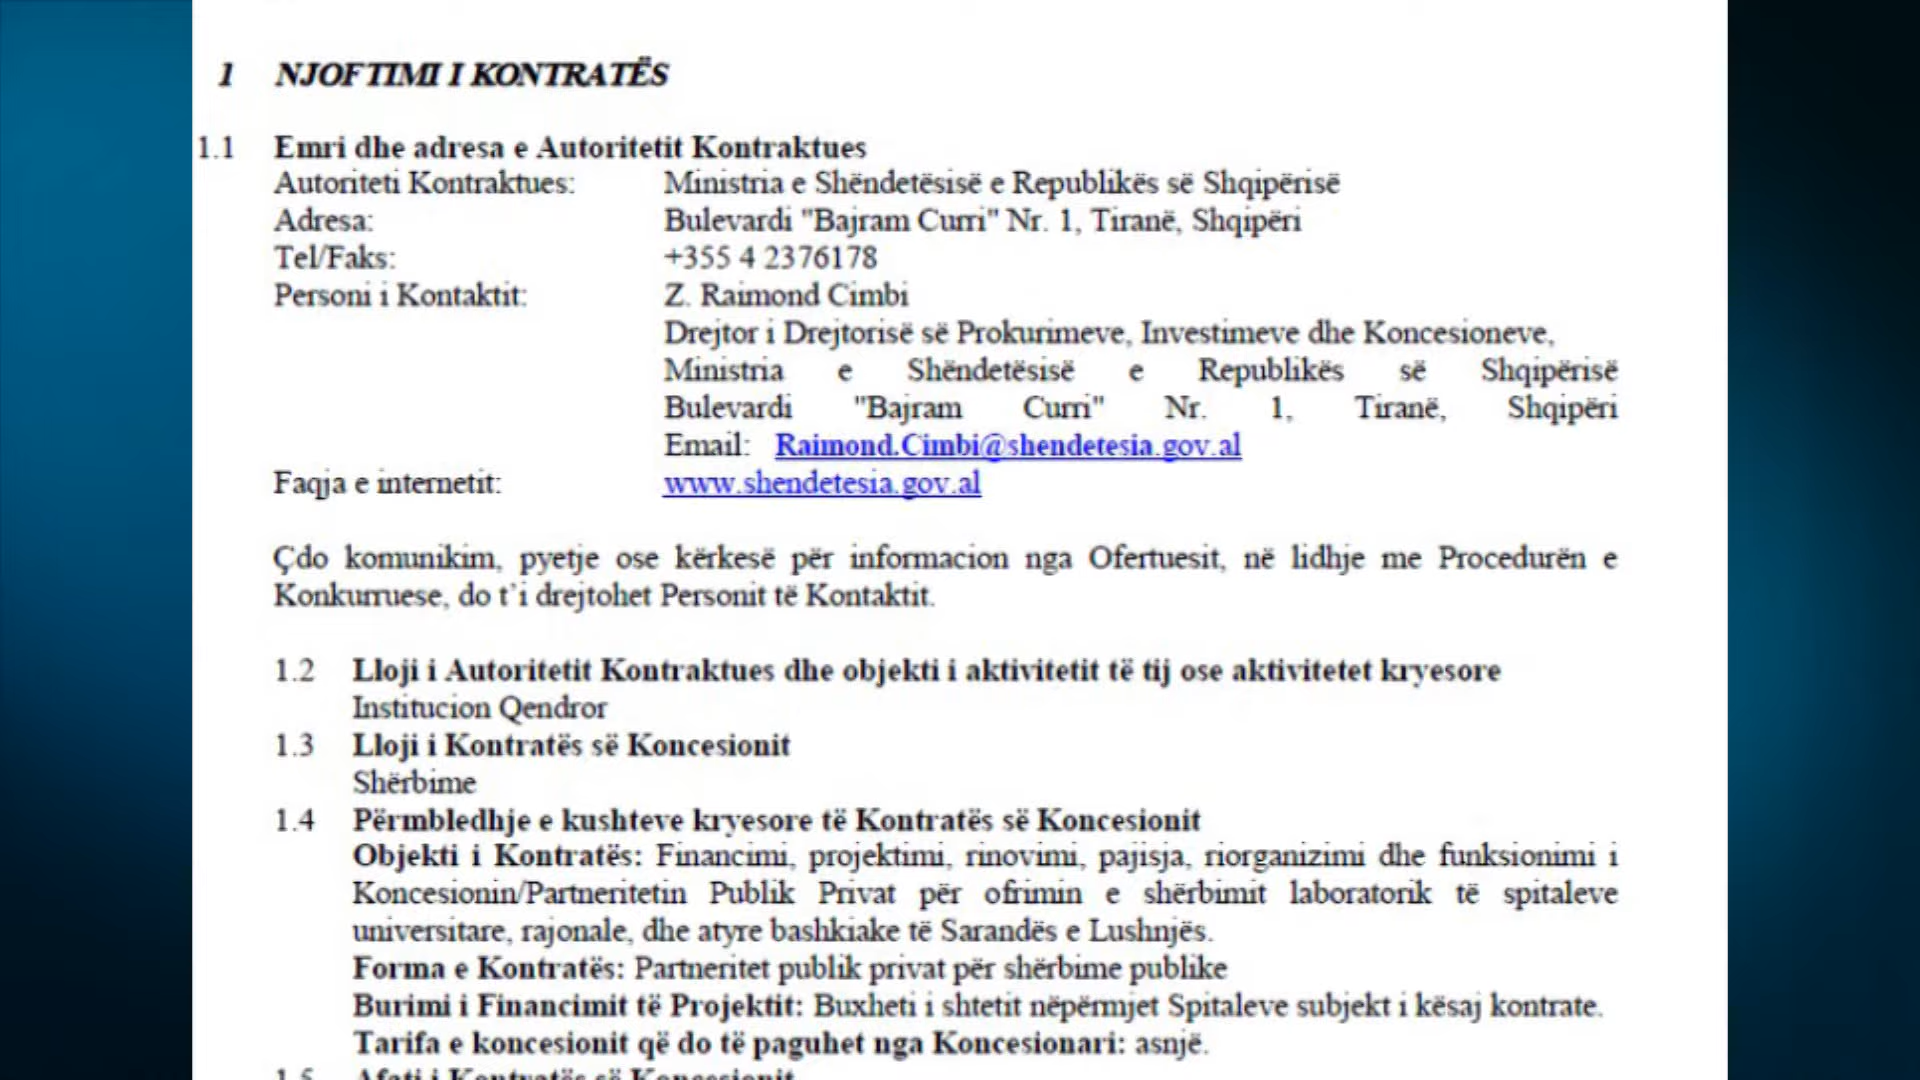 1 NJOFTIMI I KONTRATËS
1.1 Emri dhe adresa e Autoritetit Kontraktues
Autoriteti Kontraktues: Ministria e Shëndetësisë e Republikës së Shqipërisë
Adresa: Bulevardi "Bajram Curri" Nr. 1, Tiranë, Shqipëri
Tel/Faks: +355 4 2376178
Personi i Kontaktit: Z. Raimond Cimbi
Drejtor i Drejtorisë së Prokurimeve, Investimeve dhe Koncesioneve,
Ministria e Shëndetësisë e Republikës së Shqipërisë
Bulevardi "Bajram Curri" Nr. 1, Tiranë, Shqipëri
Email: Raimond.Cimbi@shendetesia.gov.al
Faqja e internetit: www.shendetesia.gov.al
Çdo komunikim, pyetje ose kërkesë për informacion nga Ofertuesit, në lidhje me Procedurën e
Konkurruese, do t'i drejtohet Personit të Kontaktit.
1.2 Lloji i Autoritetit Kontraktues dhe objekti i aktivitetit të tij ose aktivitetet kryesore
Institucion Qendror
1.3 Lloji i Kontratës së Koncesionit
Shërbime
1.4 Përmbledhje e kushteve kryesore të Kontratës së Koncesionit
Objekti i Kontratës: Financimi, projektimi, rinovimi, pajisja, riorganizimi dhe funksionimi i
Koncesionin/Partneritetin Publik Privat për ofrimin e shërbimit laboratorik të spitaleve
universitare, rajonale, dhe atyre bashkiake të Sarandës e Lushnjës.
Forma e Kontratës: Partneritet publik privat për shërbime publike
Burimi i Financimit të Projektit: Buxheti i shtetit nëpërmjet Spitaleve subjekt i kësaj kontrate.
Tarifa e koncesionit që do të paguhet nga Koncesionari: asnjë.
1.5 Afati i Kontratës së Koncesionit